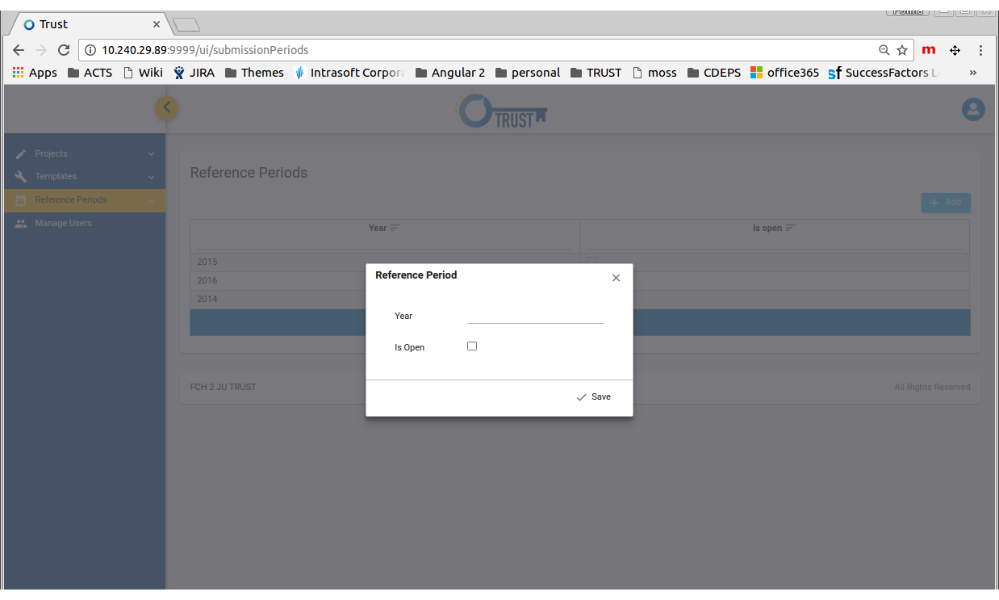 Trust
10.240.29.89:9999/ui/submissionPeriods
Apps ACTS Wiki JIRA Themes Intrasoft Corpor Angular 2 personal TRUST moss CDEPS office365 SuccessFactors L »
TRUST
Projects
Templates
Reference Periods
Manage Users
Reference Periods
+ Add
Year Is open
2015
2016
2014
Reference Period
Year
Is Open
Save
FCH 2 JU TRUST All Rights Reserved